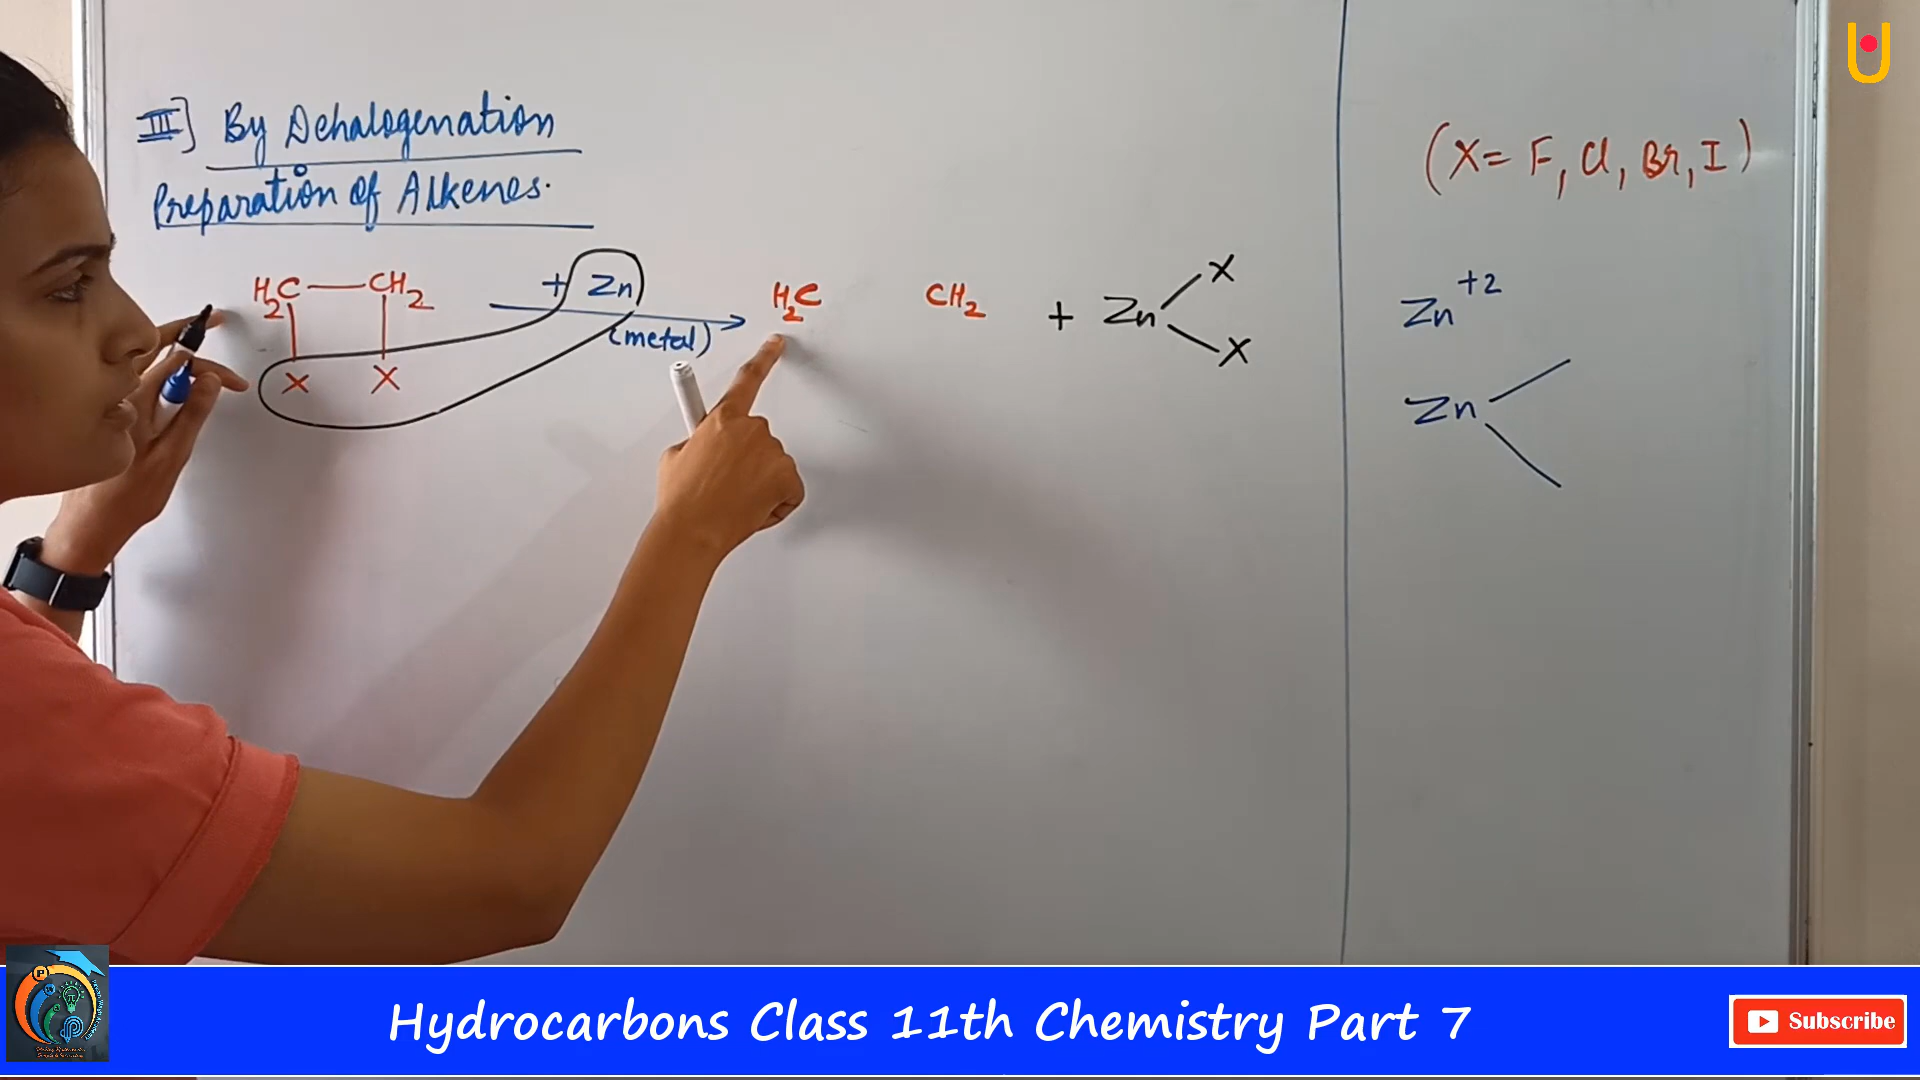 III] By Dehalogenation
Preparation of Alkenes.
H2C — CH2 + Zn → H2C CH2 + Zn X
(metal)
X X X
(X= F, Cl, Br, I)
Zn+2
Zn
Hydrocarbons Class 11th Chemistry Part 7
Subscribe